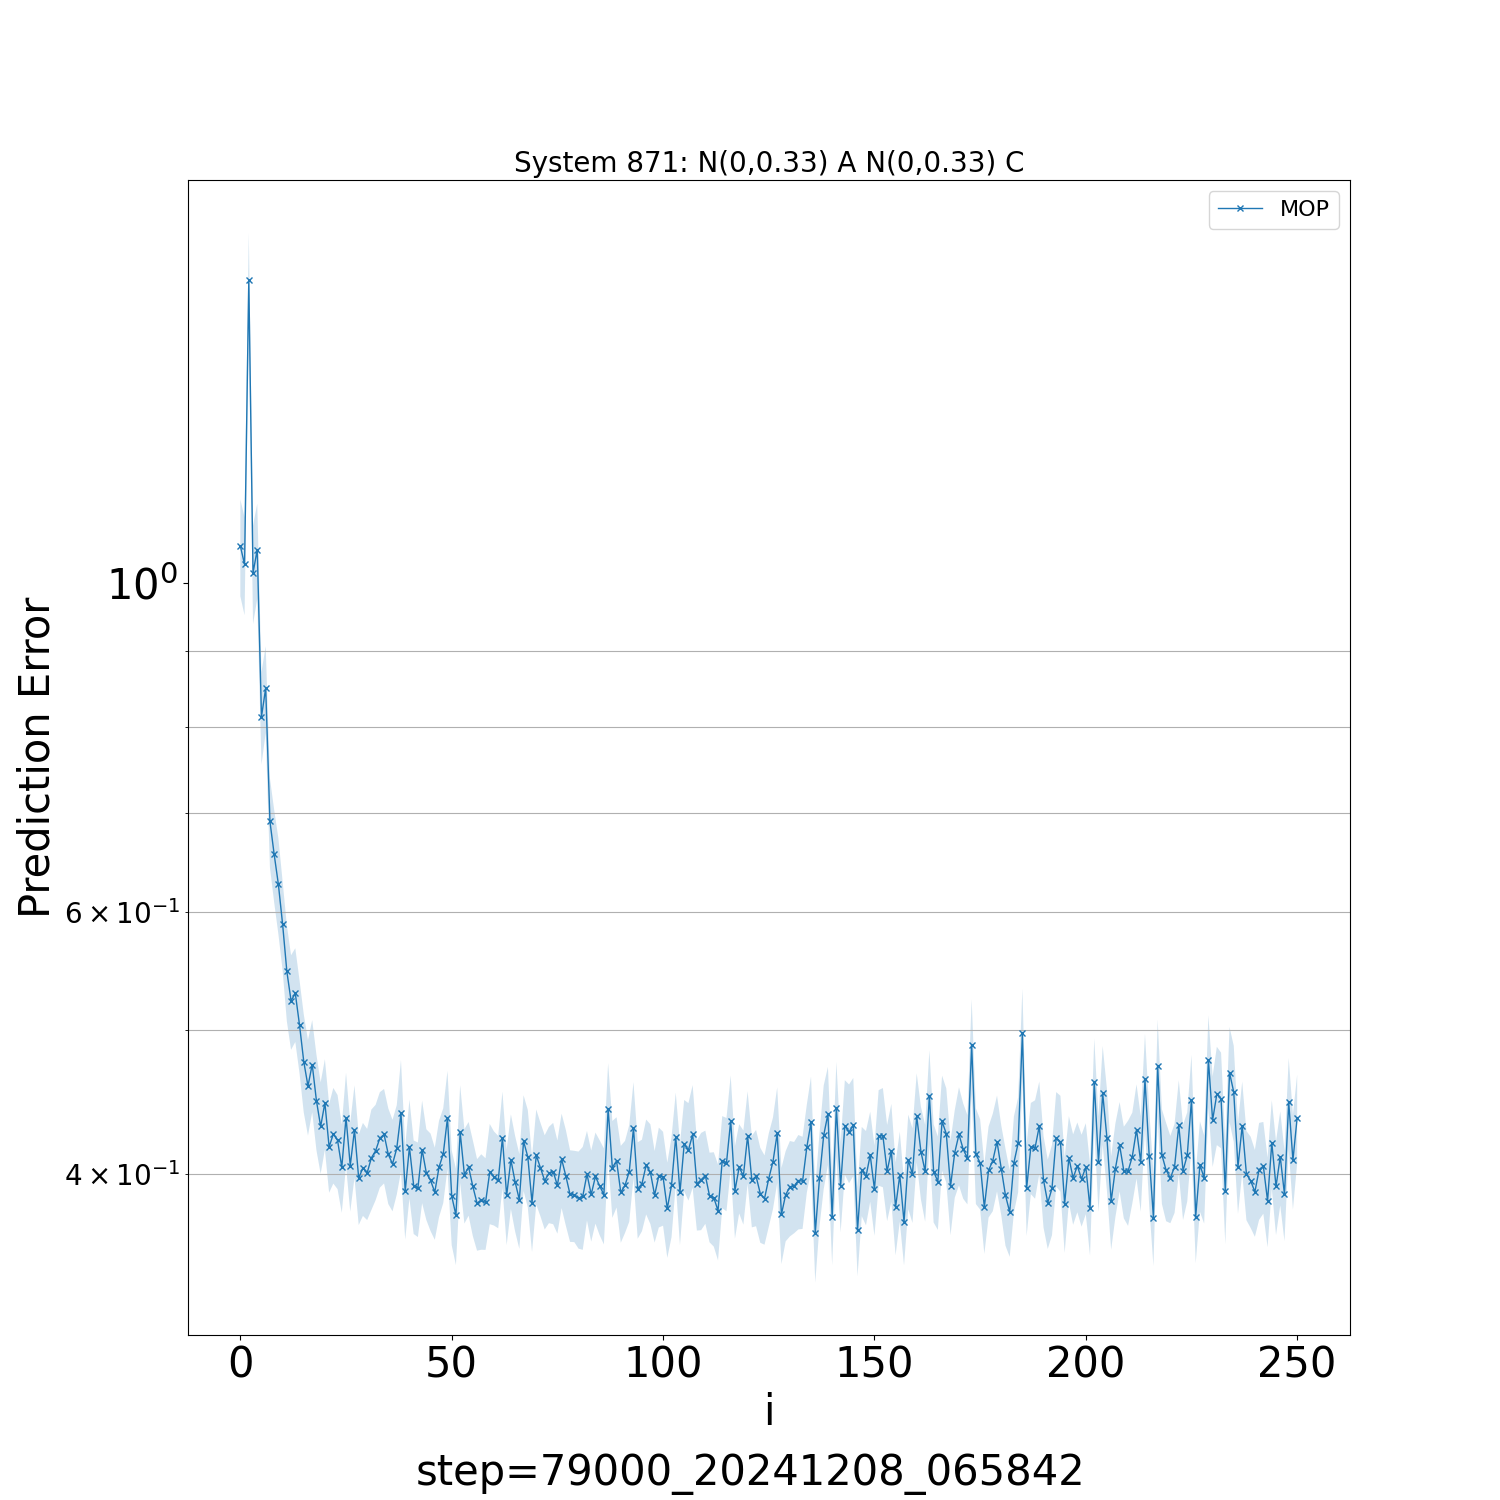 System 871: N(0,0.33) A N(0,0.33) C
MOP
Prediction Error
10⁰
6 × 10⁻¹
4 × 10⁻¹
0 50 100 150 200 250
i
step=79000_20241208_065842